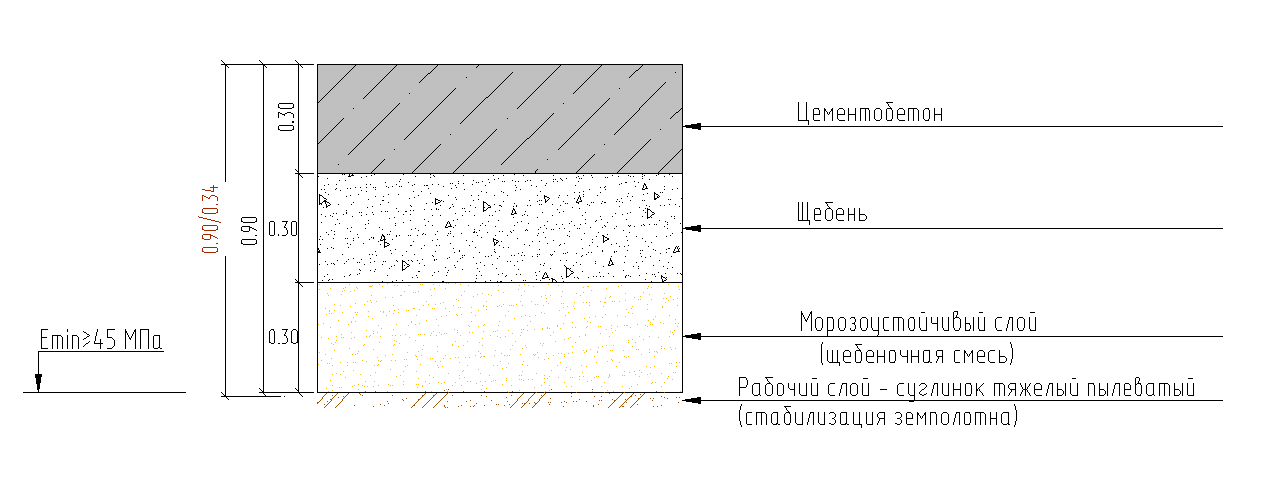 Цементобетон
0.30
0.90/0.34
0.90
0.30
Щебень
0.30
Морозоустойчивый слой
(щебеночная смесь)
Emin≥45 МПа
Рабочий слой - суглинок тяжелый пылеватый
(стабилизация земполотна)